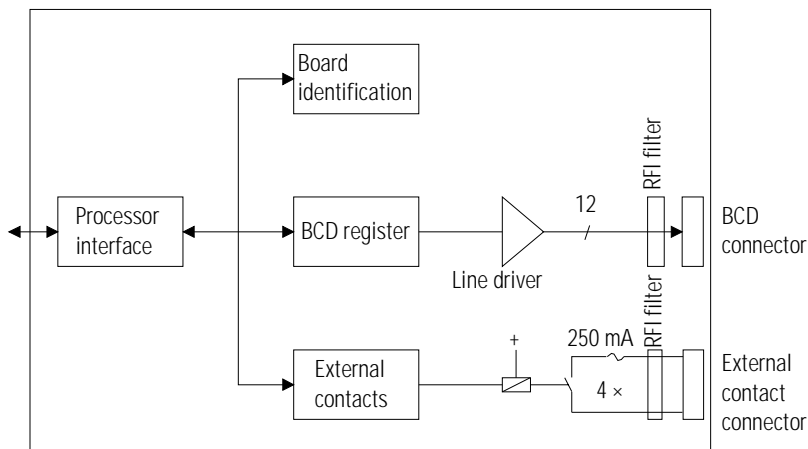 Board
identification
RFI filter
12
Processor
interface
BCD register
BCD
connector
Line driver
RFI filter
+
250 mA
External
contacts
4 ×
External
contact
connector